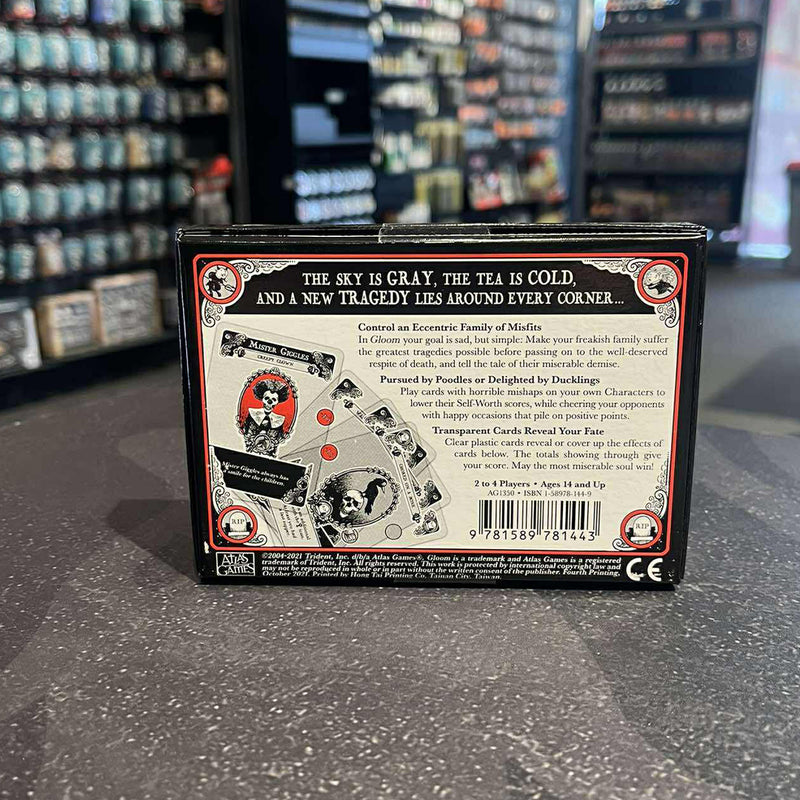 THE SKY IS GRAY, THE TEA IS COLD,
AND A NEW TRAGEDY LIES AROUND EVERY CORNER...
Control an Eccentric Family of Misfits
In Gloom your goal is sad, but simple: Make your freakish family suffer
the greatest tragedies possible before passing on to the well-deserved
respite of death, and tell the tale of their miserable demise.
Pursued by Poodles or Delighted by Ducklings
Play cards with horrible mishaps on your own Characters to
lower their Self-Worth scores, while cheering your opponents
with happy occasions that pile on positive points.
Transparent Cards Reveal Your Fate
Clear plastic cards reveal or cover up the effects of
cards below. The totals showing through give
your score. May the most miserable soul win!
2 to 4 Players • Ages 14 and Up
AG1350 • ISBN 1-58978-144-9
9 781589 781443
MISTER GIGGLES
CREEPY CLOWN
Mister Giggles always has
a smile for the children.
RIP
RIP
ATLAS
GAMES
©2004-2021 Trident, Inc. d/b/a Atlas Games®. Gloom is a trademark and Atlas Games is a registered
trademark of Trident, Inc. All rights reserved. This work is protected by international copyright law and
may not be reproduced in whole or in part without the written consent of the publisher. Fourth Printing,
October 2021. Printed by Hong Tai Printing Co. Tainan City, Taiwan.
CE